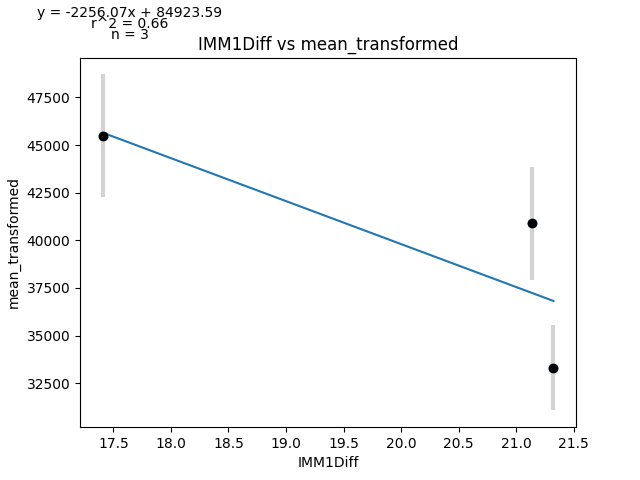 y = -2256.07x + 84923.59
r^2 = 0.66
n = 3
IMM1Diff vs mean_transformed
mean_transformed
47500
45000
42500
40000
37500
35000
32500
17.5 18.0 18.5 19.0 19.5 20.0 20.5 21.0 21.5
IMM1Diff